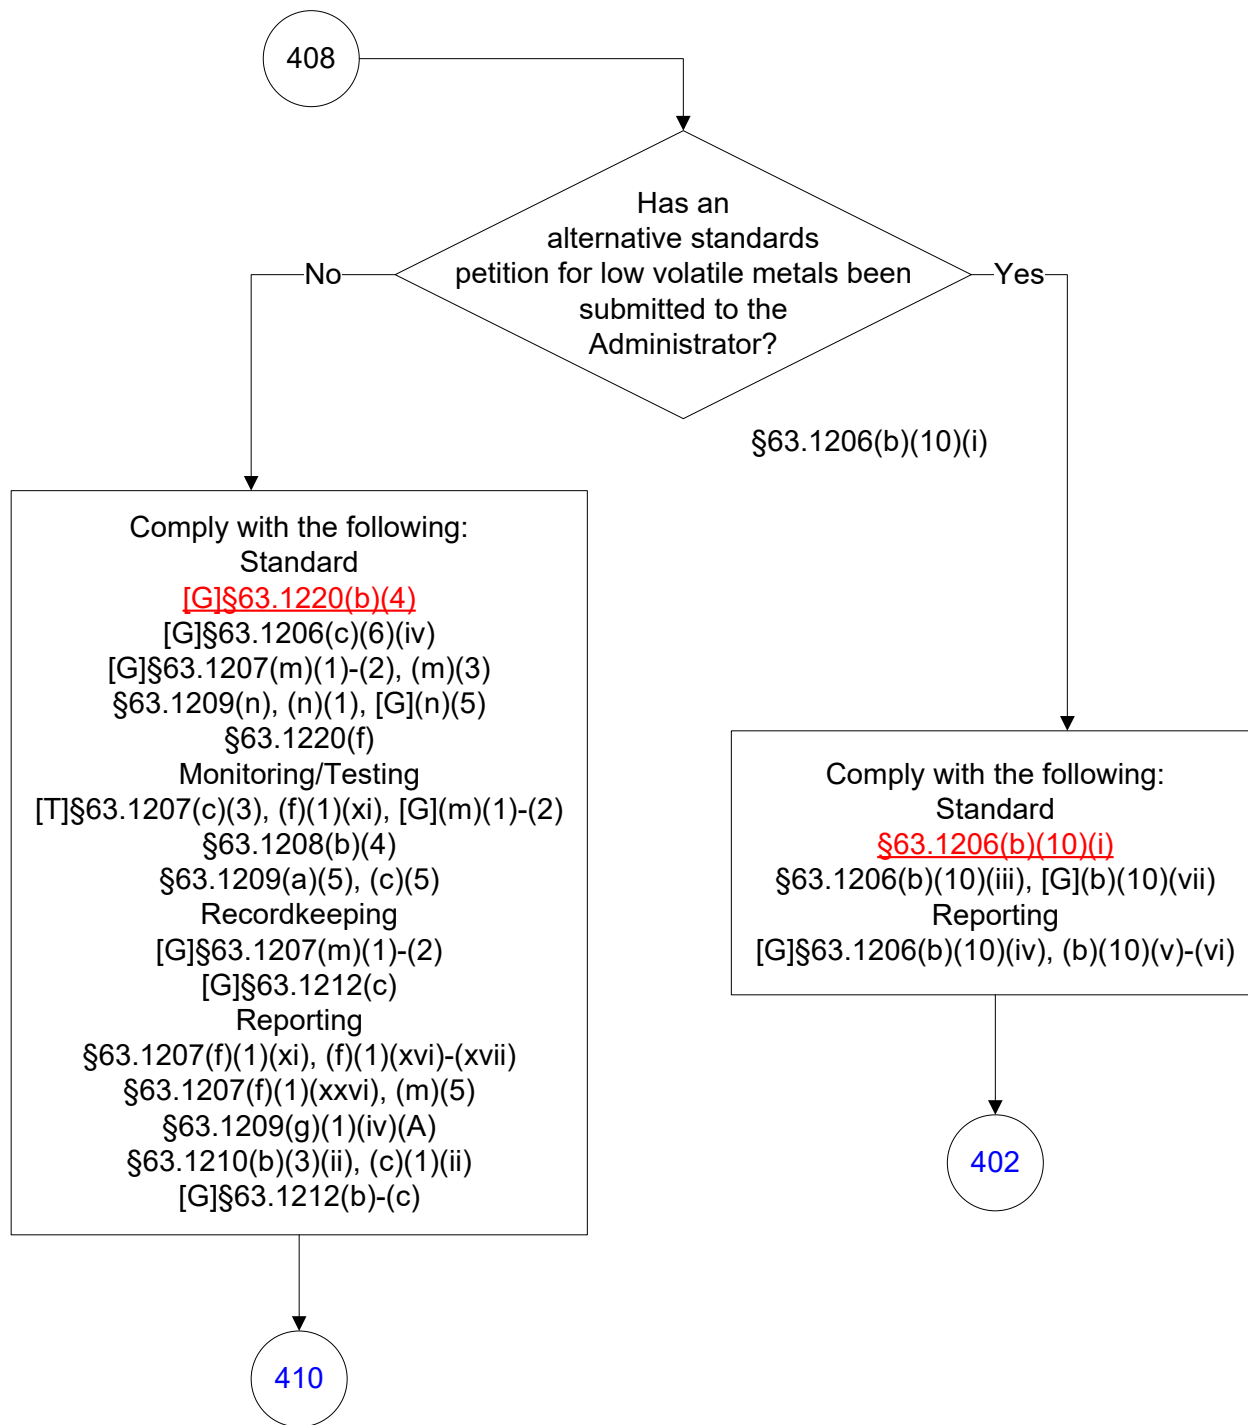 408
Has an
alternative standards
petition for low volatile metals been
submitted to the
Administrator?
No
Yes
§63.1206(b)(10)(i)
Comply with the following:
Standard
[G]§63.1220(b)(4)
[G]§63.1206(c)(6)(iv)
[G]§63.1207(m)(1)-(2), (m)(3)
§63.1209(n), (n)(1), [G](n)(5)
§63.1220(f)
Monitoring/Testing
[T]§63.1207(c)(3), (f)(1)(xi), [G](m)(1)-(2)
§63.1208(b)(4)
§63.1209(a)(5), (c)(5)
Recordkeeping
[G]§63.1207(m)(1)-(2)
[G]§63.1212(c)
Reporting
§63.1207(f)(1)(xi), (f)(1)(xvi)-(xvii)
§63.1207(f)(1)(xxvi), (m)(5)
§63.1209(g)(1)(iv)(A)
§63.1210(b)(3)(ii), (c)(1)(ii)
[G]§63.1212(b)-(c)
410
Comply with the following:
Standard
§63.1206(b)(10)(i)
§63.1206(b)(10)(iii), [G](b)(10)(vii)
Reporting
[G]§63.1206(b)(10)(iv), (b)(10)(v)-(vi)
402